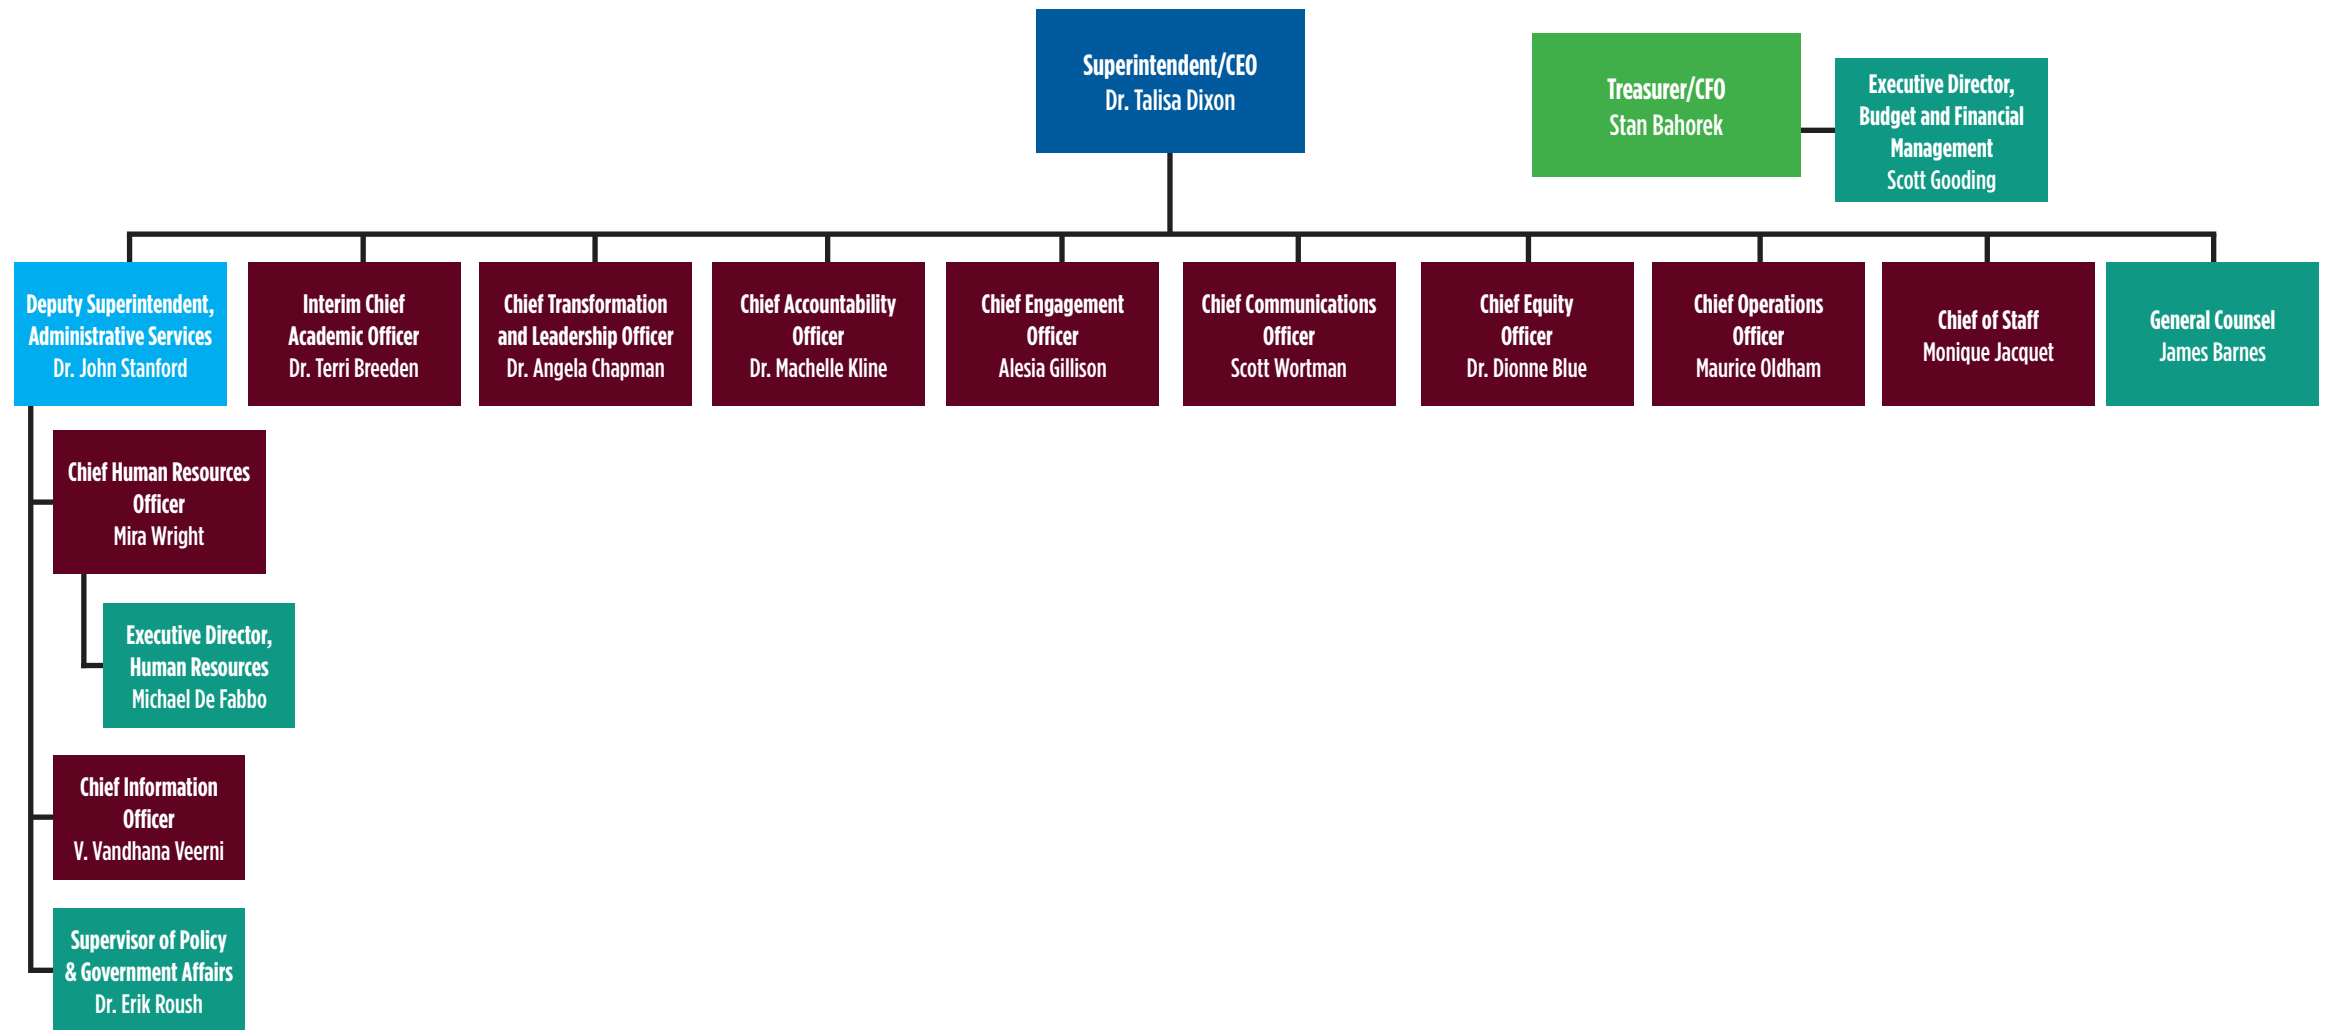 Superintendent/CEO
Dr. Talisa Dixon
Treasurer/CFO
Stan Bahorek
Executive Director,
Budget and Financial
Management
Scott Gooding
Deputy Superintendent,
Administrative Services
Dr. John Stanford
Interim Chief
Academic Officer
Dr. Terri Breeden
Chief Transformation
and Leadership Officer
Dr. Angela Chapman
Chief Accountability
Officer
Dr. Machelle Kline
Chief Engagement
Officer
Alesia Gillison
Chief Communications
Officer
Scott Wortman
Chief Equity
Officer
Dr. Dionne Blue
Chief Operations
Officer
Maurice Oldham
Chief of Staff
Monique Jacquet
General Counsel
James Barnes
Chief Human Resources
Officer
Mira Wright
Executive Director,
Human Resources
Michael De Fabbo
Chief Information
Officer
V. Vandhana Veerni
Supervisor of Policy
& Government Affairs
Dr. Erik Roush